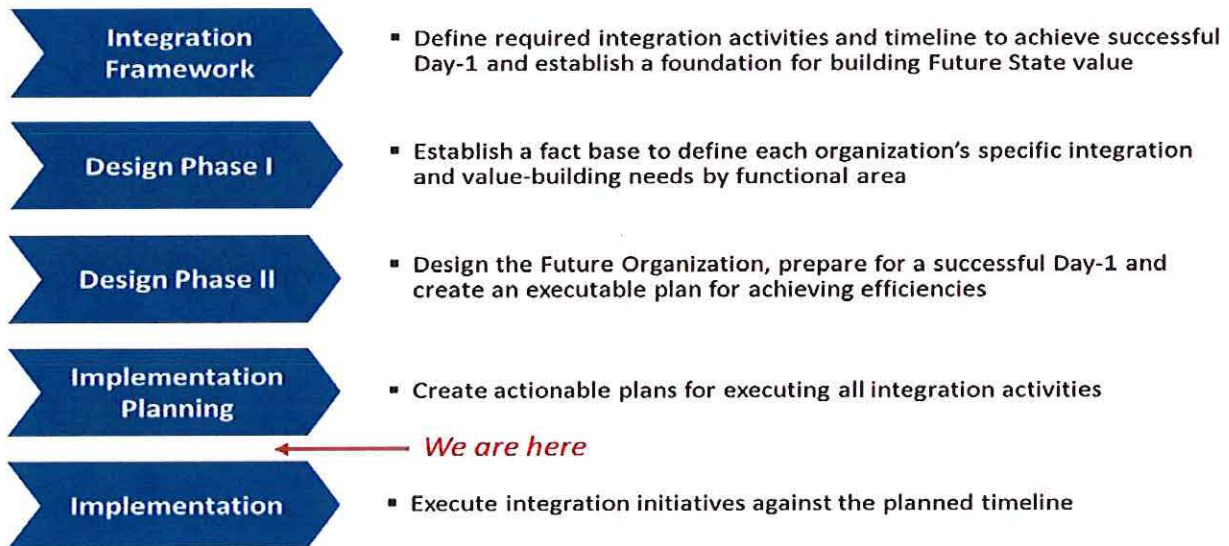 Integration
Framework
▪ Define required integration activities and timeline to achieve successful
Day-1 and establish a foundation for building Future State value
Design Phase I
▪ Establish a fact base to define each organization's specific integration
and value-building needs by functional area
Design Phase II
▪ Design the Future Organization, prepare for a successful Day-1 and
create an executable plan for achieving efficiencies
Implementation
Planning
▪ Create actionable plans for executing all integration activities
We are here
Implementation
▪ Execute integration initiatives against the planned timeline